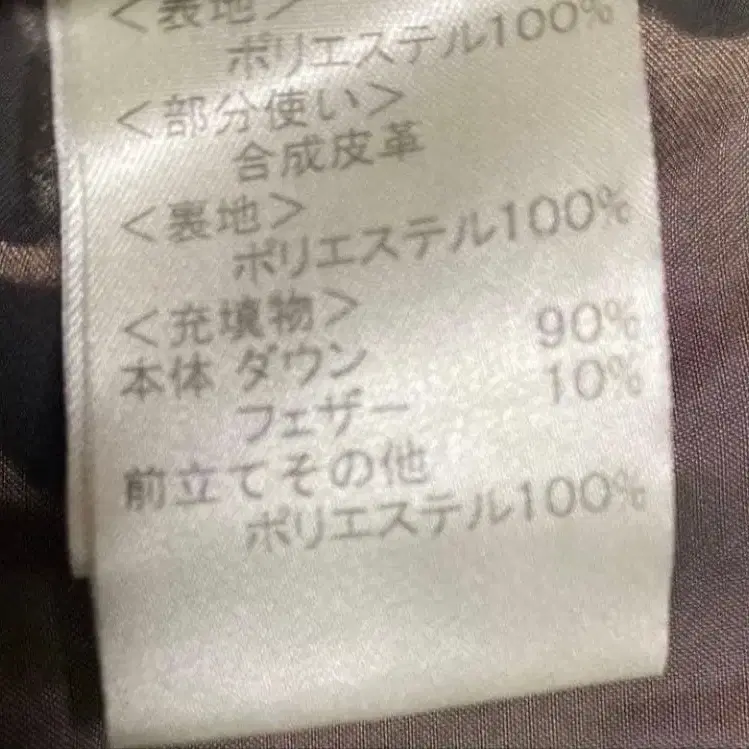 <表地>
ポリエステル100%
<部分使い>
合成皮革
<裏地>
ポリエステル100%
<充填物>
本体 ダウン 90%
フェザー 10%
前立てその他
ポリエステル100%